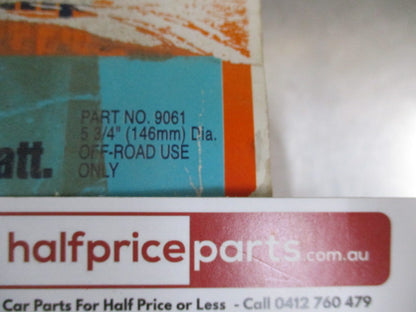 PART NO. 9061
5 3/4" (146mm) Dia.
OFF-ROAD USE
ONLY
att.
halfpriceparts.com.au
Car Parts For Half Price or Less - Call 0412 760 479